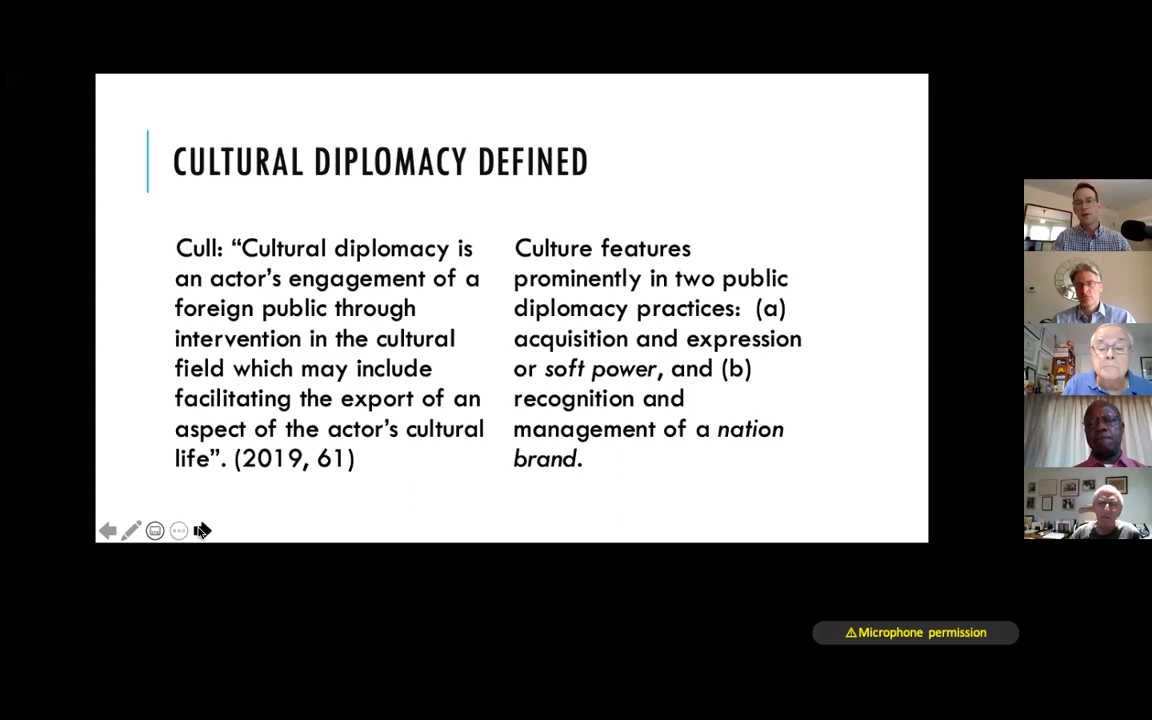 CULTURAL DIPLOMACY DEFINED
Cull: “Cultural diplomacy is
an actor’s engagement of a
foreign public through
intervention in the cultural
field which may include
facilitating the export of an
aspect of the actor’s cultural
life”. (2019, 61)
Culture features
prominently in two public
diplomacy practices:  (a)
acquisition and expression
or soft power, and (b)
recognition and
management of a nation
brand.
⚠Microphone permission